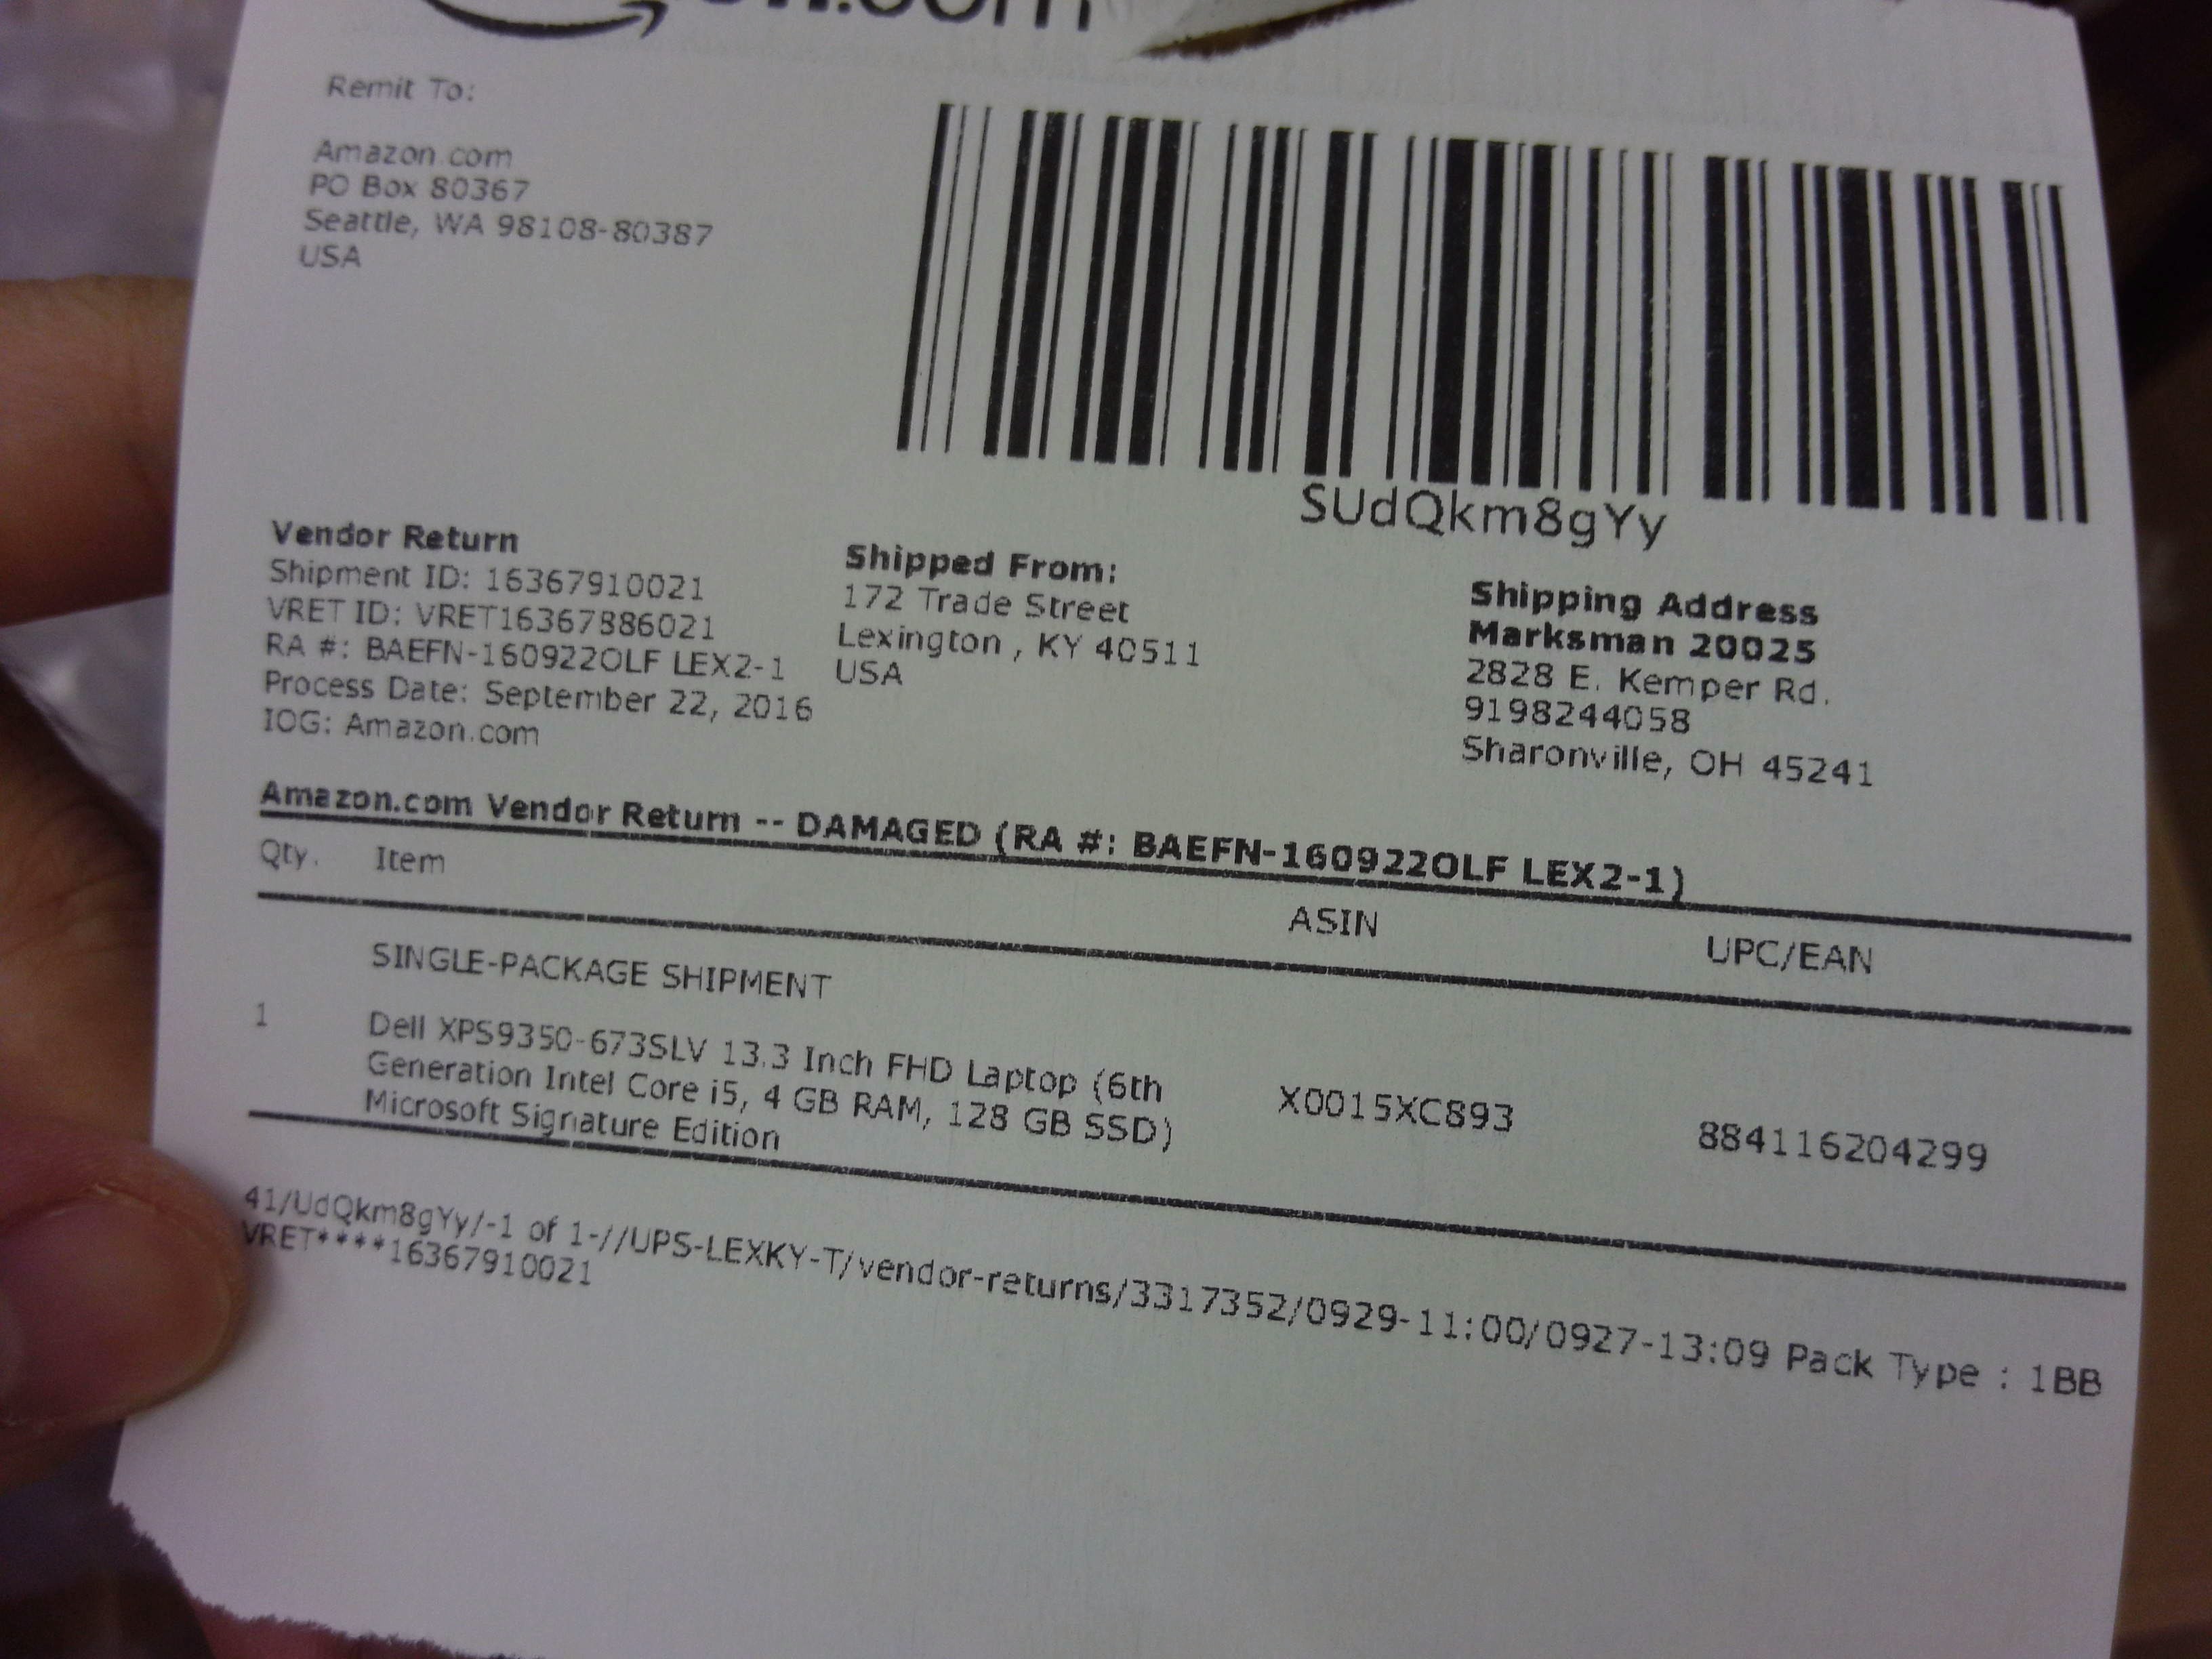 Remit To:
Amazon.com
PO Box 80367
Seattle, WA 98108-80387
USA
SUdQkm8gYy
Vendor Return
Shipment ID: 16367910021
VRET ID: VRET16367886021
RA #: BAEFN-160922OLF LEX2-1
Process Date: September 22, 2016
IOG: Amazon.com
Shipped From:
172 Trade Street
Lexington , KY 40511
USA
Shipping Address
Marksman 20025
2828 E. Kemper Rd.
9198244058
Sharonville, OH 45241
Amazon.com Vendor Return -- DAMAGED (RA #: BAEFN-160922OLF LEX2-1)
Qty. Item ASIN UPC/EAN
SINGLE-PACKAGE SHIPMENT
1 Dell XPS9350-673SLV 13.3 Inch FHD Laptop (6th
Generation Intel Core i5, 4 GB RAM, 128 GB SSD) X0015XC893 884116204299
Microsoft Signature Edition
41/UdQkm8gYy/-1 of 1-//UPS-LEXKY-T/vendor-returns/3317352/0929-11:00/0927-13:09 Pack Type : 1BB
VRET****16367910021